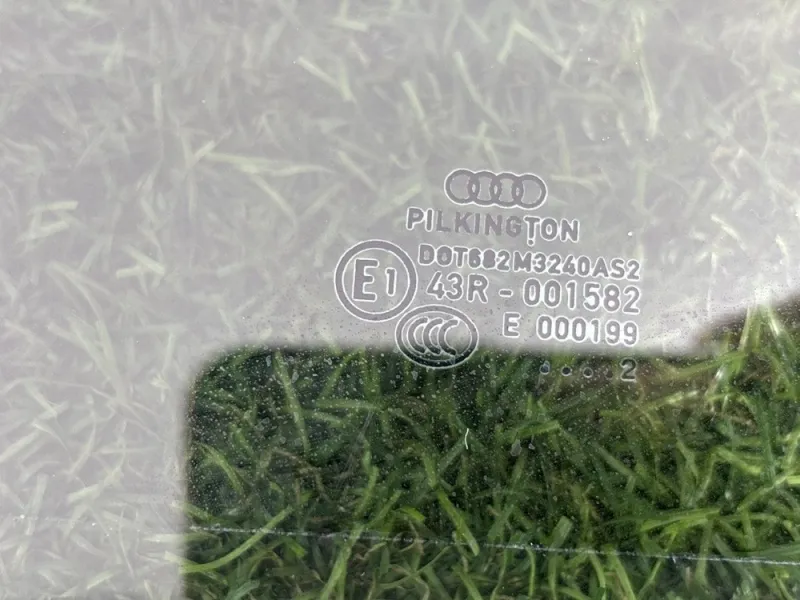 PILKINGTON
DOT682M3240AS2
E1
43R - 001582
E 000199
.... 2